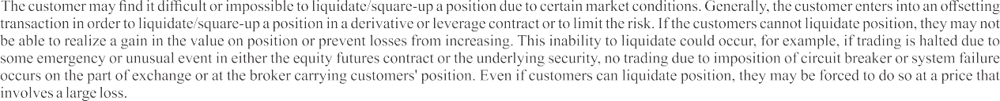 The customer may find it difficult or impossible to liquidate/square-up a position due to certain market conditions. Generally, the customer enters into an offsetting
transaction in order to liquidate/square-up a position in a derivative or leverage contract or to limit the risk. If the customers cannot liquidate position, they may not
be able to realize a gain in the value on position or prevent losses from increasing. This inability to liquidate could occur, for example, if trading is halted due to
some emergency or unusual event in either the equity futures contract or the underlying security, no trading due to imposition of circuit breaker or system failure
occurs on the part of exchange or at the broker carrying customers' position. Even if customers can liquidate position, they may be forced to do so at a price that
involves a large loss.